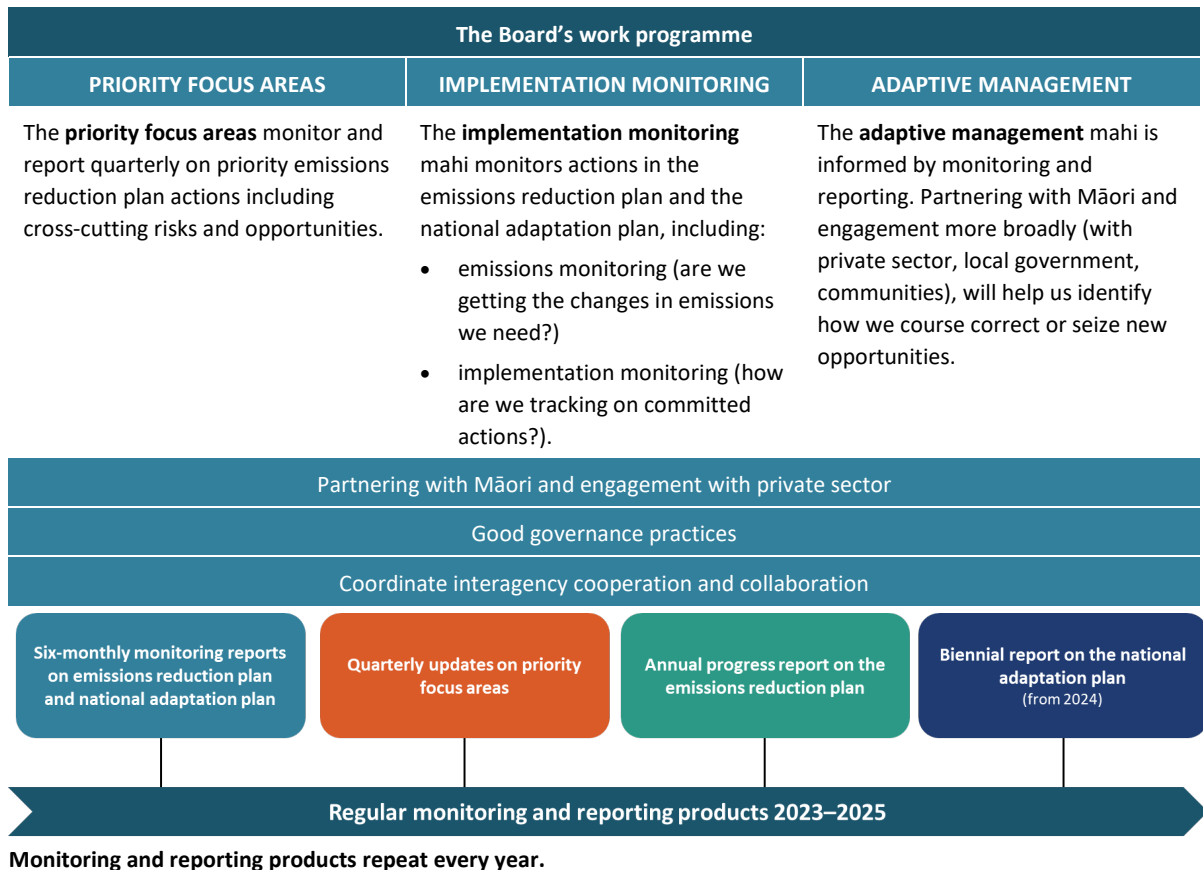 The Board's work programme
PRIORITY FOCUS AREAS
The priority focus areas monitor and
report quarterly on priority emissions
reduction plan actions including
cross-cutting risks and opportunities.
IMPLEMENTATION MONITORING
The implementation monitoring
mahi monitors actions in the
emissions reduction plan and the
national adaptation plan, including:
• emissions monitoring (are we
getting the changes in emissions
we need?)
• implementation monitoring (how
are we tracking on committed
actions?).
ADAPTIVE MANAGEMENT
The adaptive management mahi is
informed by monitoring and
reporting. Partnering with Māori and
engagement more broadly (with
private sector, local government,
communities), will help us identify
how we course correct or seize new
opportunities.
Partnering with Māori and engagement with private sector
Good governance practices
Coordinate interagency cooperation and collaboration
Six-monthly monitoring reports
on emissions reduction plan
and national adaptation plan
Quarterly updates on priority
focus areas
Annual progress report on the
emissions reduction plan
Biennial report on the national
adaptation plan
(from 2024)
Regular monitoring and reporting products 2023–2025
Monitoring and reporting products repeat every year.